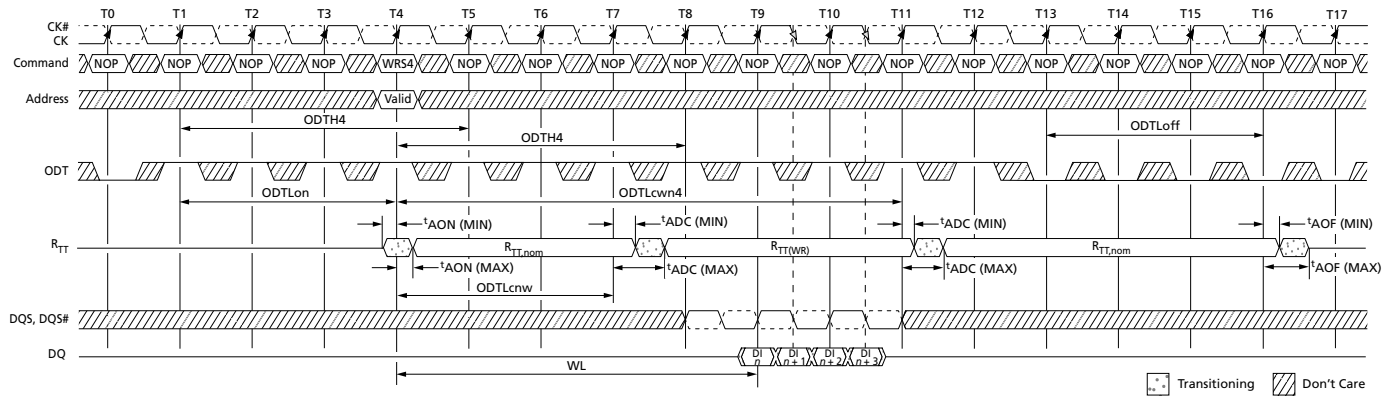 T0 T1 T2 T3 T4 T5 T6 T7 T8 T9 T10 T11 T12 T13 T14 T15 T16 T17
CK#
CK
Command NOP NOP NOP NOP WRS4 NOP NOP NOP NOP NOP NOP NOP NOP NOP NOP NOP NOP NOP
Address Valid
ODTH4 ODTLoff
ODTH4
ODT
ODTLon ODTLcwn4
tAON (MIN) tADC (MIN) tADC (MIN) tAOF (MIN)
RTT RTT,nom RTT(WR) RTT,nom
tAON (MAX) tADC (MAX) tADC (MAX) tAOF (MAX)
ODTLcnw
DQS, DQS#
DQ DI n DI n + 1 DI n + 2 DI n + 3
WL
Transitioning Don't Care